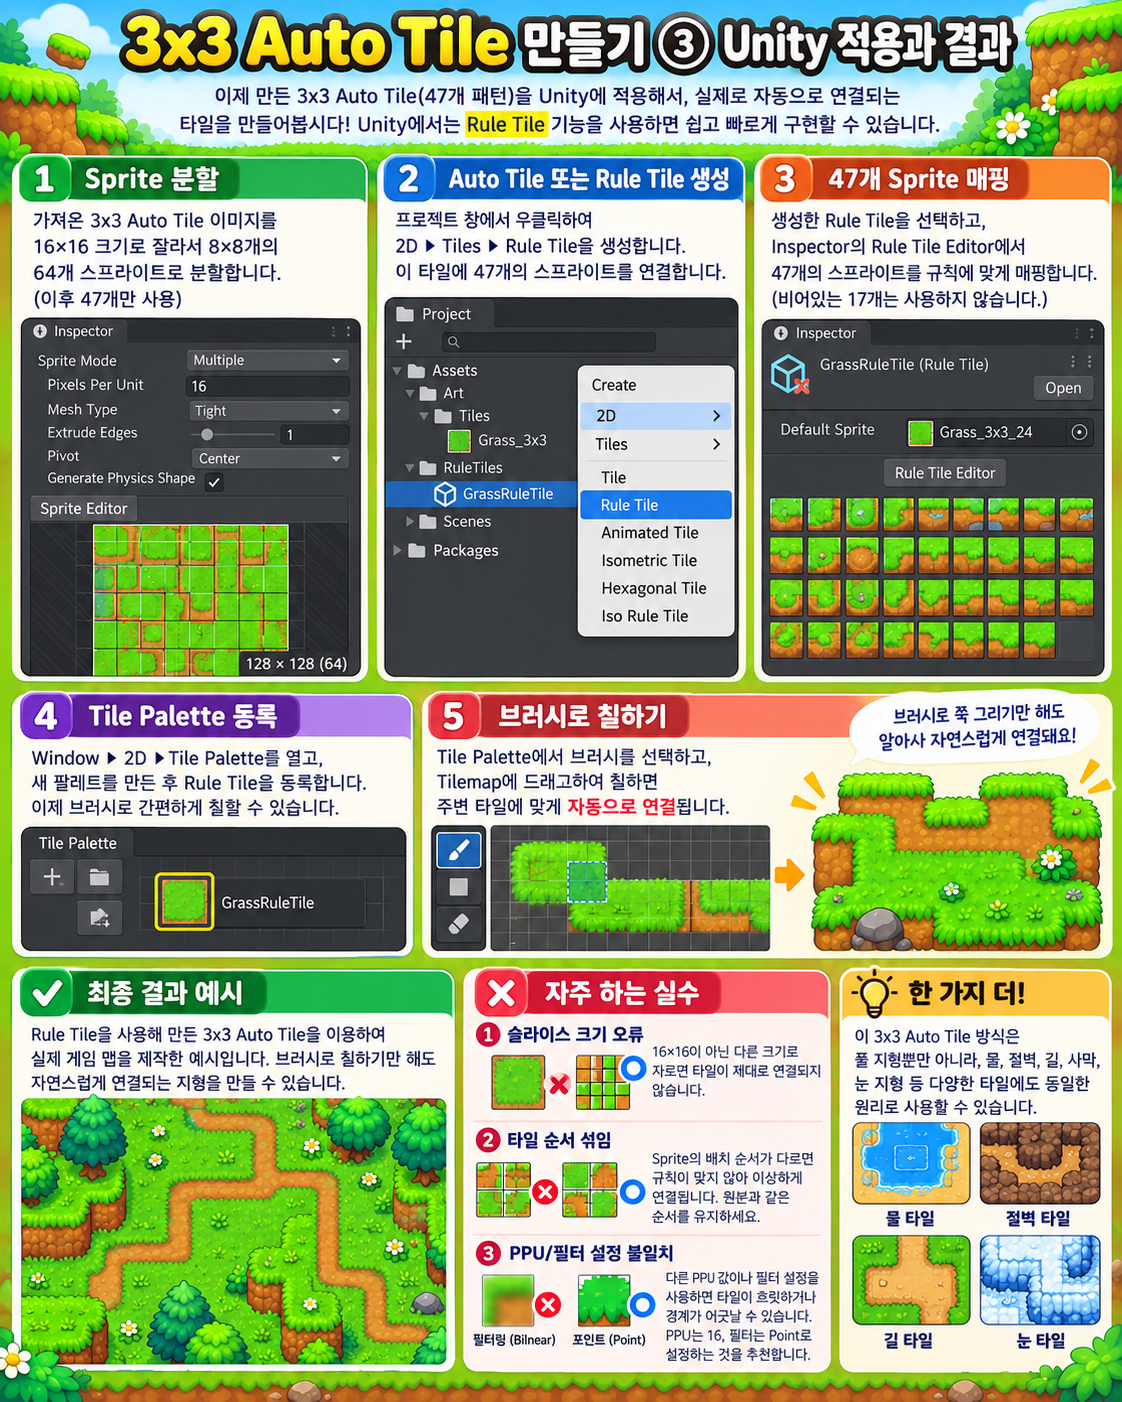 3x3 Auto Tile 만들기 ③ Unity 적용과 결과
이제 만든 3x3 Auto Tile(47개 패턴)을 Unity에 적용해서, 실제로 자동으로 연결되는
타일을 만들어봅시다! Unity에서는 Rule Tile 기능을 사용하면 쉽고 빠르게 구현할 수 있습니다.
1 Sprite 분할
가져온 3x3 Auto Tile 이미지를
16×16 크기로 잘라서 8×8개의
64개 스프라이트로 분할합니다.
(이후 47개만 사용)
Inspector
Sprite Mode Multiple
Pixels Per Unit 16
Mesh Type Tight
Extrude Edges 1
Pivot Center
Generate Physics Shape
Sprite Editor
128 × 128 (64)
2 Auto Tile 또는 Rule Tile 생성
프로젝트 창에서 우클릭하여
2D ▶ Tiles ▶ Rule Tile을 생성합니다.
이 타일에 47개의 스프라이트를 연결합니다.
Project
Assets
Art
Tiles
Grass_3x3
RuleTiles
GrassRuleTile
Scenes
Packages
Create
2D
Tiles
Tile
Rule Tile
Animated Tile
Isometric Tile
Hexagonal Tile
Iso Rule Tile
3 47개 Sprite 매핑
생성한 Rule Tile을 선택하고,
Inspector의 Rule Tile Editor에서
47개의 스프라이트를 규칙에 맞게 매핑합니다.
(비어있는 17개는 사용하지 않습니다.)
Inspector
GrassRuleTile (Rule Tile)
Open
Default Sprite Grass_3x3_24
Rule Tile Editor
4 Tile Palette 등록
Window ▶ 2D ▶ Tile Palette를 열고,
새 팔레트를 만든 후 Rule Tile을 등록합니다.
이제 브러시로 간편하게 칠할 수 있습니다.
Tile Palette
GrassRuleTile
5 브러시로 칠하기
Tile Palette에서 브러시를 선택하고,
Tilemap에 드래고하여 칠하면
주변 타일에 맞게 자동으로 연결됩니다.
브러시로 쭉 그리기만 해도
알아사 자연스럽게 연결돼요!
최종 결과 예시
Rule Tile을 사용해 만든 3x3 Auto Tile을 이용하여
실제 게임 맵을 제작한 예시입니다. 브러시로 칠하기만 해도
자연스럽게 연결되는 지형을 만들 수 있습니다.
자주 하는 실수
1 슬라이스 크기 오류
16×16이 아닌 다른 크기로
자로면 타일이 제대로 연결되지
않습니다.
2 타일 순서 섞임
Sprite의 배치 순서가 다로면
규칙이 맞지 않아 이상하게
연결됩니다. 원분과 같은
순서를 유지하세요.
3 PPU/필터 설정 불일치
필터링 (Bilnear)
포인트 (Point)
다른 PPU 값이나 필터 설정을
사용하면 타일이 흐릿하거나
경계가 어긋날 수 있습니다.
PPU는 16, 필터는 Point로
설정하는 것을 추천합니다.
한 가지 더!
이 3x3 Auto Tile 방식은
풀 지형뿐만 아니라, 물, 절벽, 길, 사막,
눈 지형 등 다양한 타일에도 동일한
원리로 사용할 수 있습니다.
물 타일
절벽 타일
길 타일
눈 타일